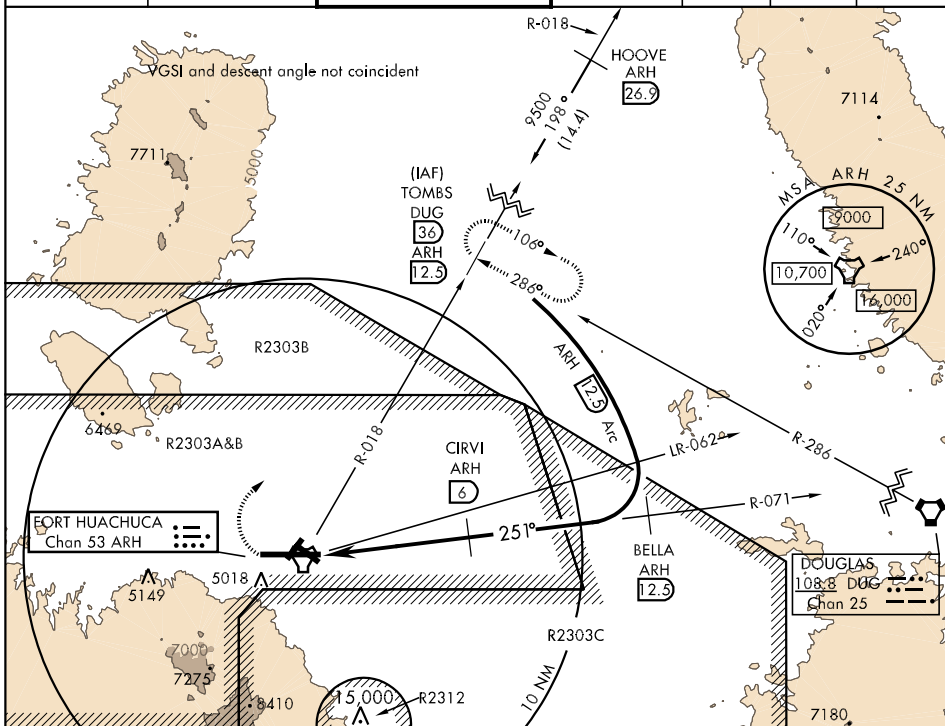 R-018
HOOVE
ARH
26.9
VGSI and descent angle not coincident
7114
9500
198°
(14.4)
7711
5000
(IAF)
TOMBS
DUG
36
ARH
12.5
MSA ARH 25 NM
9000
110°
240°
10,700
16,000
020°
106°
286°
R2303B
ARH 12.5 Arc
6469
R2303A&B
R-018
CIRVI
ARH
6
LR-062
R-286
R-071
FORT HUACHUCA
Chan 53 ARH
251°
BELLA
ARH
12.5
5018
5149
DOUGLAS
108.8 DUG
Chan 25
R2303C
7000
7275
8410
15,000
R2312
10 NM
7180